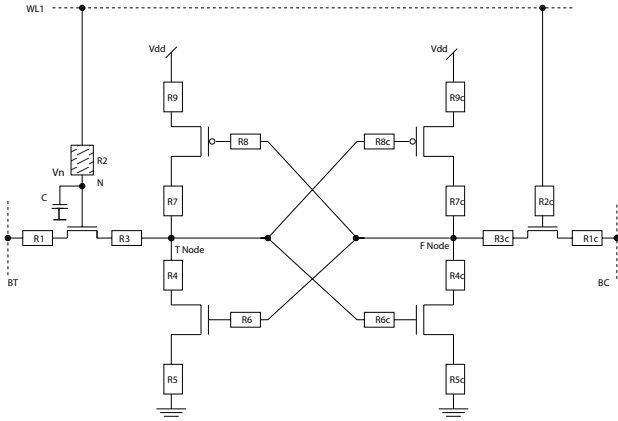 WL1
Vdd
Vdd
R9
R9c
R8
R8c
R2
Vn
N
C
R7
R7c
R2c
R1
R3
T Node
F Node
R3c
R1c
BT
BC
R4
R4c
R6
R6c
R5
R5c